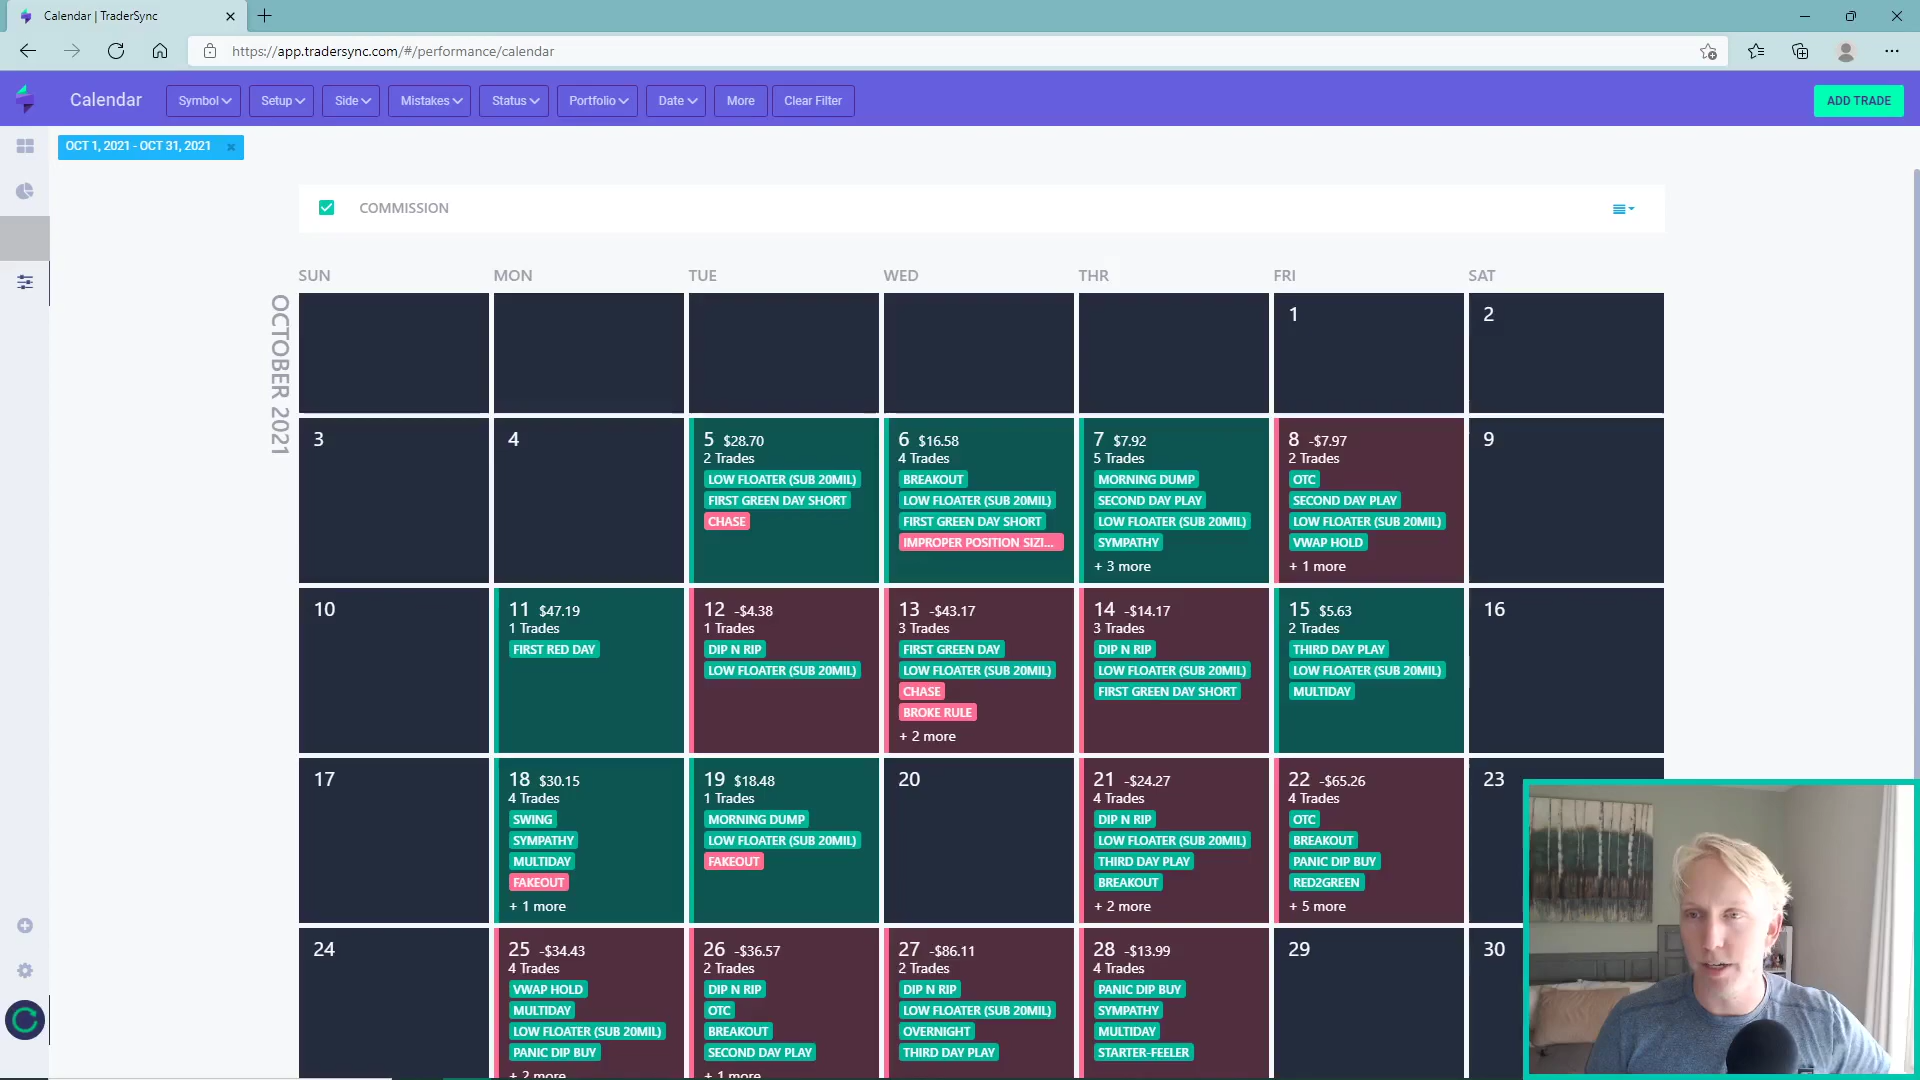 Calendar | TraderSync
https://app.tradersync.com/#/performance/calendar
Calendar
Symbol
Setup
Side
Mistakes
Status
Portfolio
Date
More
Clear Filter
ADD TRADE
OCT 1, 2021 - OCT 31, 2021
COMMISSION
SUN MON TUE WED THR FRI SAT
OCTOBER 2021
1
2
3
4
5 $28.70
2 Trades
LOW FLOATER (SUB 20MIL)
FIRST GREEN DAY SHORT
CHASE
6 $16.58
4 Trades
BREAKOUT
LOW FLOATER (SUB 20MIL)
FIRST GREEN DAY SHORT
IMPROPER POSITION SIZI...
7 $7.92
5 Trades
MORNING DUMP
SECOND DAY PLAY
LOW FLOATER (SUB 20MIL)
SYMPATHY
+ 3 more
8 -$7.97
2 Trades
OTC
SECOND DAY PLAY
LOW FLOATER (SUB 20MIL)
VWAP HOLD
+ 1 more
9
10
11 $47.19
1 Trades
FIRST RED DAY
12 -$4.38
1 Trades
DIP N RIP
LOW FLOATER (SUB 20MIL)
13 -$43.17
3 Trades
FIRST GREEN DAY
LOW FLOATER (SUB 20MIL)
CHASE
BROKE RULE
+ 2 more
14 -$14.17
3 Trades
DIP N RIP
LOW FLOATER (SUB 20MIL)
FIRST GREEN DAY SHORT
15 $5.63
2 Trades
THIRD DAY PLAY
LOW FLOATER (SUB 20MIL)
MULTIDAY
16
17
18 $30.15
4 Trades
SWING
SYMPATHY
MULTIDAY
FAKEOUT
+ 1 more
19 $18.48
1 Trades
MORNING DUMP
LOW FLOATER (SUB 20MIL)
FAKEOUT
20
21 -$24.27
4 Trades
DIP N RIP
LOW FLOATER (SUB 20MIL)
THIRD DAY PLAY
BREAKOUT
+ 2 more
22 -$65.26
4 Trades
OTC
BREAKOUT
PANIC DIP BUY
RED2GREEN
+ 5 more
23
24
25 -$34.43
4 Trades
VWAP HOLD
MULTIDAY
LOW FLOATER (SUB 20MIL)
PANIC DIP BUY
+ 2 more
26 -$36.57
2 Trades
DIP N RIP
OTC
BREAKOUT
SECOND DAY PLAY
+ 1 more
27 -$86.11
2 Trades
DIP N RIP
LOW FLOATER (SUB 20MIL)
OVERNIGHT
THIRD DAY PLAY
28 -$13.99
4 Trades
PANIC DIP BUY
SYMPATHY
MULTIDAY
STARTER-FEELER
29
30